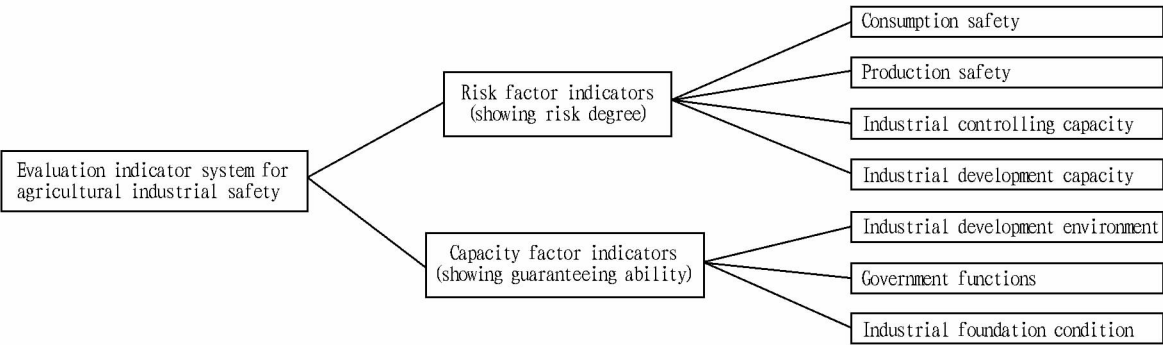 Evaluation indicator system for
agricultural industrial safety
Risk factor indicators
(showing risk degree)
Capacity factor indicators
(showing guaranteeing ability)
Consumption safety
Production safety
Industrial controlling capacity
Industrial development capacity
Industrial development environment
Government functions
Industrial foundation condition